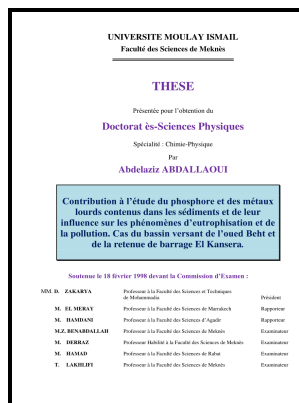 UNIVERSITE MOULAY ISMAIL
Faculté des Sciences de Meknès
THESE
Présentée pour l'obtention du
Doctorat ès-Sciences Physiques
Spécialité : Chimie-Physique
Par
Abdelaziz ABDALLAOUI
Contribution à l'étude du phosphore et des métaux
lourds contenus dans les sédiments et de leur
influence sur les phénomènes d'eutrophisation et de
la pollution. Cas du bassin versant de l'oued Beht et
de la retenue de barrage El Kansera.
Soutenue le 18 février 1998 devant la Commission d'Examen :
MM. D. ZAKARYA Professeur à la Faculté des Sciences et Techniques
de Mohammadia Président
M. EL MERAY Professeur à la Faculté des Sciences de Marrakech Rapporteur
M. HAMDANI Professeur à la Faculté des Sciences d'Agadir Rapporteur
M.Z. BENABDALLAH Professeur à la Faculté des Sciences de Meknès Examinateur
M. DERRAZ Professeur Habilité à la Faculté des Sciences de Meknès Examinateur
M. HAMAD Professeur à la Faculté des Sciences de Rabat Examinateur
T. LAKHLIFI Professeur à la Faculté des Sciences de Meknès Examinateur